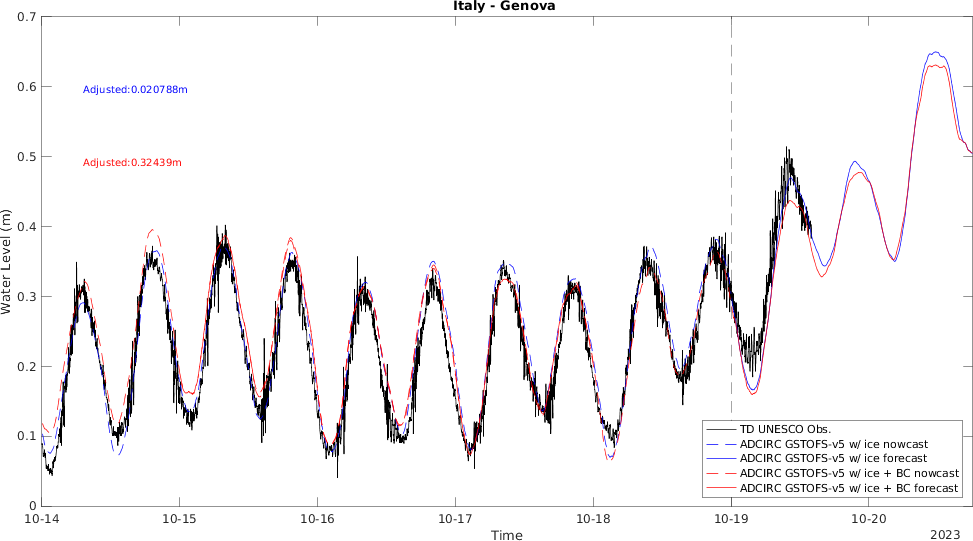 Italy - Genova
0.7
0.6
0.5
0.4
0.3
0.2
0.1
0
Water Level (m)
Adjusted:0.020788m
Adjusted:0.32439m
TD UNESCO Obs.
ADCIRC GSTOFS-v5 w/ ice nowcast
ADCIRC GSTOFS-v5 w/ ice forecast
ADCIRC GSTOFS-v5 w/ ice + BC nowcast
ADCIRC GSTOFS-v5 w/ ice + BC forecast
10-14 10-15 10-16 10-17 10-18 10-19 10-20
Time
2023